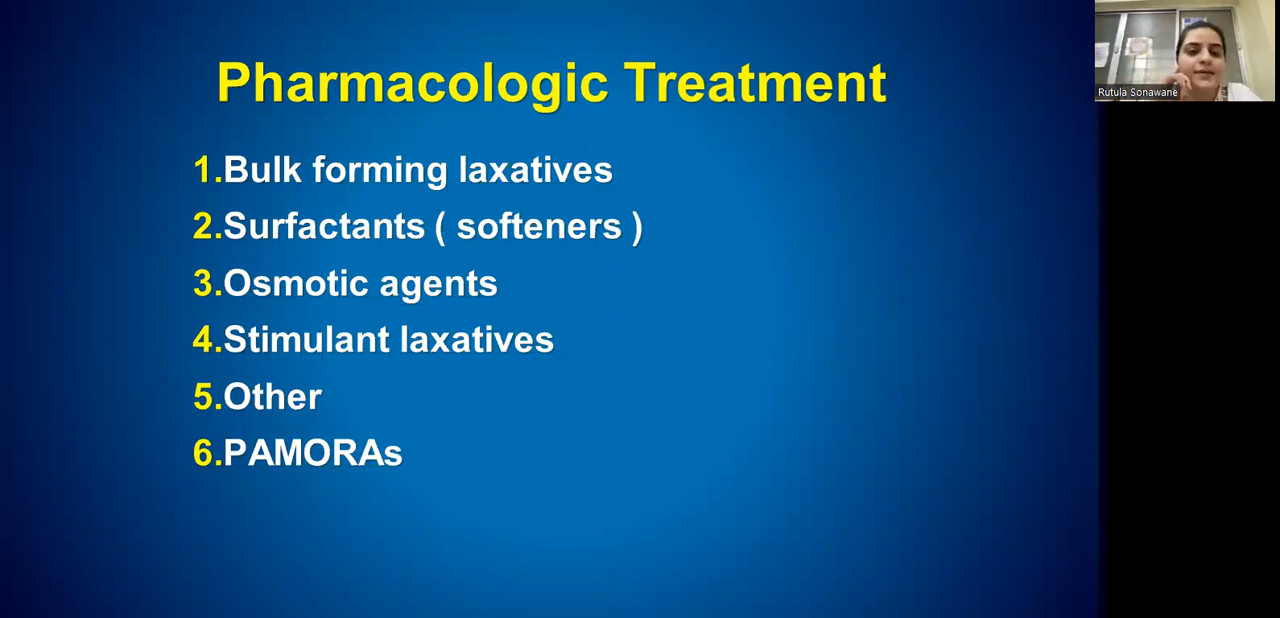 Pharmacologic Treatment
1.Bulk forming laxatives
2.Surfactants ( softeners )
3.Osmotic agents
4.Stimulant laxatives
5.Other
6.PAMORAs
Rutula Sonawane